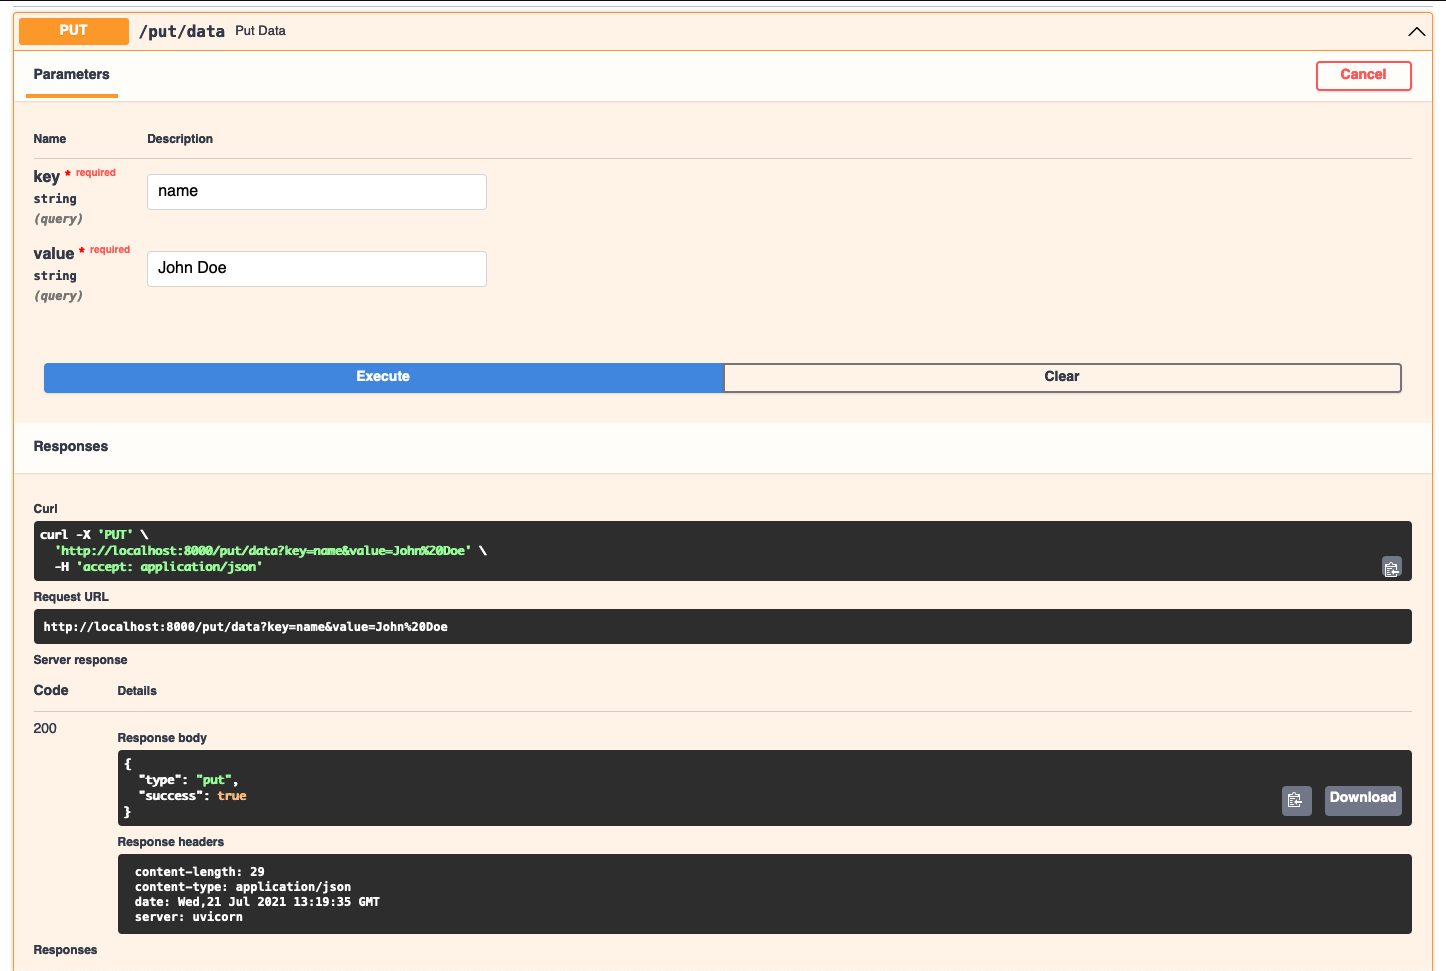 PUT /put/data Put Data
Parameters
Cancel
Name Description
key * required
string
(query)
name
value * required
string
(query)
John Doe
Execute
Clear
Responses
Curl
curl -X 'PUT' \
  'http://localhost:8000/put/data?key=name&value=John%20Doe' \
  -H 'accept: application/json'
Request URL
http://localhost:8000/put/data?key=name&value=John%20Doe
Server response
Code Details
200
Response body
{
  "type": "put",
  "success": true
}
Download
Response headers
content-length: 29
content-type: application/json
date: Wed,21 Jul 2021 13:19:35 GMT
server: uvicorn
Responses